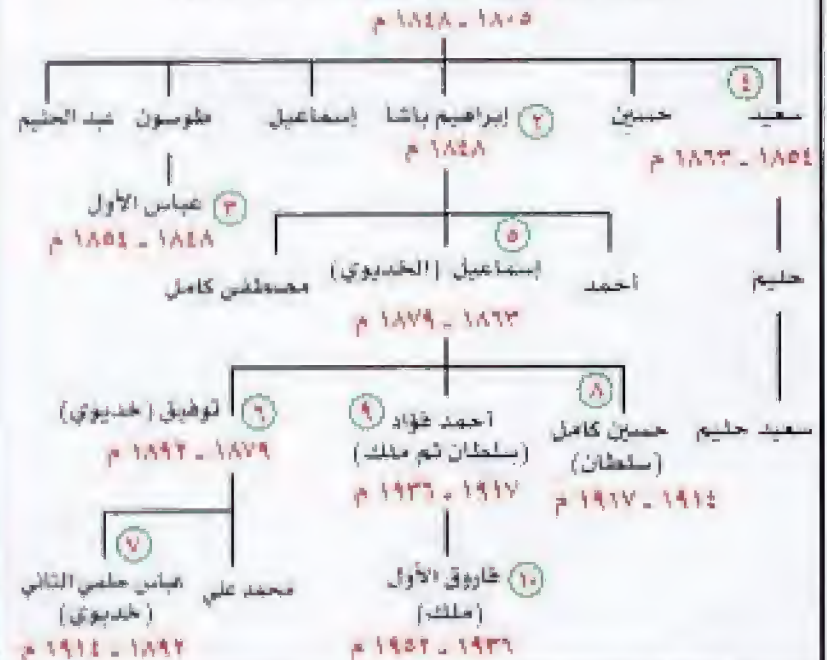 ١٨٠٥ - ١٨٤٨ م
٤
سعيد
١٨٥٤ - ١٨٦٣ م
حسين
٢ إبراهيم باشا
١٨٤٨ م
إسماعيل
طوسون
عبد الحليم
٣ عباس الأول
١٨٤٨ - ١٨٥٤ م
حليم
أحمد
٥
إسماعيل (الخديوي)
١٨٦٣ - ١٨٧٩ م
مصطفى كامل
سعيد حليم
٨
حسين كامل
(سلطان)
١٩١٤ - ١٩١٧ م
٩
أحمد فؤاد
(سلطان ثم ملك)
١٩١٧ - ١٩٣٦ م
٦ توفيق (خديوي)
١٨٧٩ - ١٨٩٢ م
١٠ فاروق الأول
(ملك)
١٩٣٦ - ١٩٥٢ م
محمد علي
٧
عباس حلمي الثاني
(خديوي)
١٨٩٢ - ١٩١٤ م